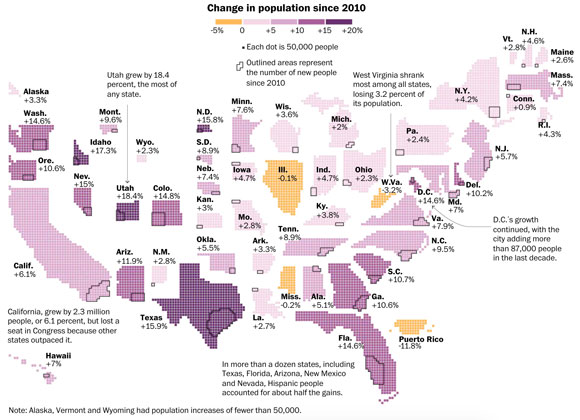 Change in population since 2010
-5% 0 +5 +10 +15 +20%
Each dot is 50,000 people
Outlined areas represent
the number of new people
since 2010
Utah grew by 18.4
percent, the most of
any state.
West Virginia shrank
most among all states,
losing 3.2 percent of
its population.
Alaska
+3.3%
Wash.
+14.6%
Ore.
+10.6%
Mont.
+9.6%
Idaho
+17.3%
Wyo.
+2.3%
Nev.
+15%
Utah
+18.4%
Colo.
+14.8%
Calif.
+6.1%
Ariz.
+11.9%
N.M.
+2.8%
N.D.
+15.8%
S.D.
+8.9%
Neb.
+7.4%
Kan.
+3%
Okla.
+5.5%
Texas
+15.9%
Minn.
+7.6%
Iowa
+4.7%
Mo.
+2.8%
Ark.
+3.3%
La.
+2.7%
Wis.
+3.6%
Ill.
-0.1%
Mich.
+2%
Ind.
+4.7%
Ohio
+2.3%
Ky.
+3.8%
Tenn.
+8.9%
Miss.
-0.2%
Ala.
+5.1%
Vt.
+2.8%
N.H.
+4.6%
Maine
+2.6%
Mass.
+7.4%
N.Y.
+4.2%
Conn.
+0.9%
R.I.
+4.3%
Pa.
+2.4%
N.J.
+5.7%
W.Va.
-3.2%
D.C.
+14.6%
Del.
+10.2%
Md.
+7%
Va.
+7.9%
N.C.
+9.5%
S.C.
+10.7%
Ga.
+10.6%
Fla.
+14.6%
Puerto Rico
-11.8%
D.C.'s growth
continued, with the
city adding more
than 87,000 people
in the last decade.
California, grew by 2.3 million
people, or 6.1 percent, but lost a
seat in Congress because other
states outpaced it.
Hawaii
+7%
In more than a dozen states, including
Texas, Florida, Arizona, New Mexico
and Nevada, Hispanic people
accounted for about half the gains.
Note: Alaska, Vermont and Wyoming had population increases of fewer than 50,000.